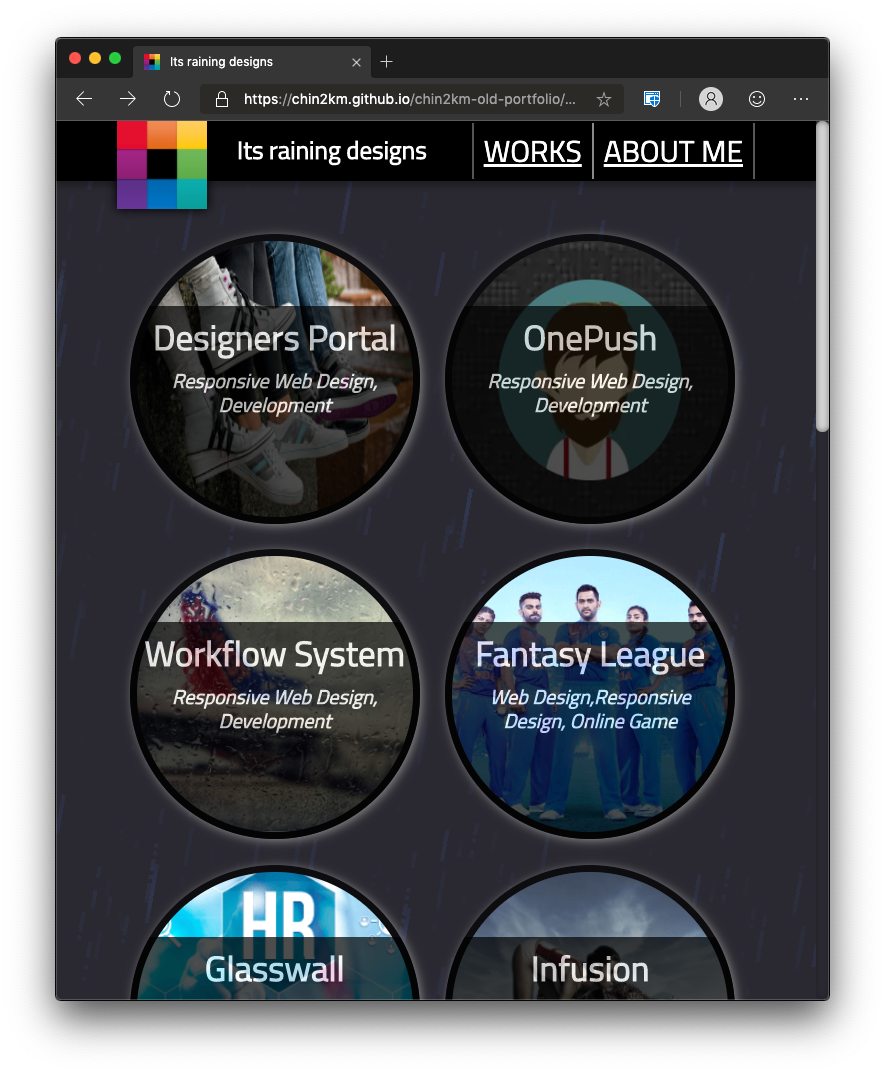 Its raining designs
https://chin2km.github.io/chin2km-old-portfolio/...
Its raining designs
WORKS
ABOUT ME
Designers Portal
Responsive Web Design,
Development
OnePush
Responsive Web Design,
Development
Workflow System
Responsive Web Design,
Development
Fantasy League
Web Design,Responsive
Design, Online Game
HR
Glasswall
Infusion